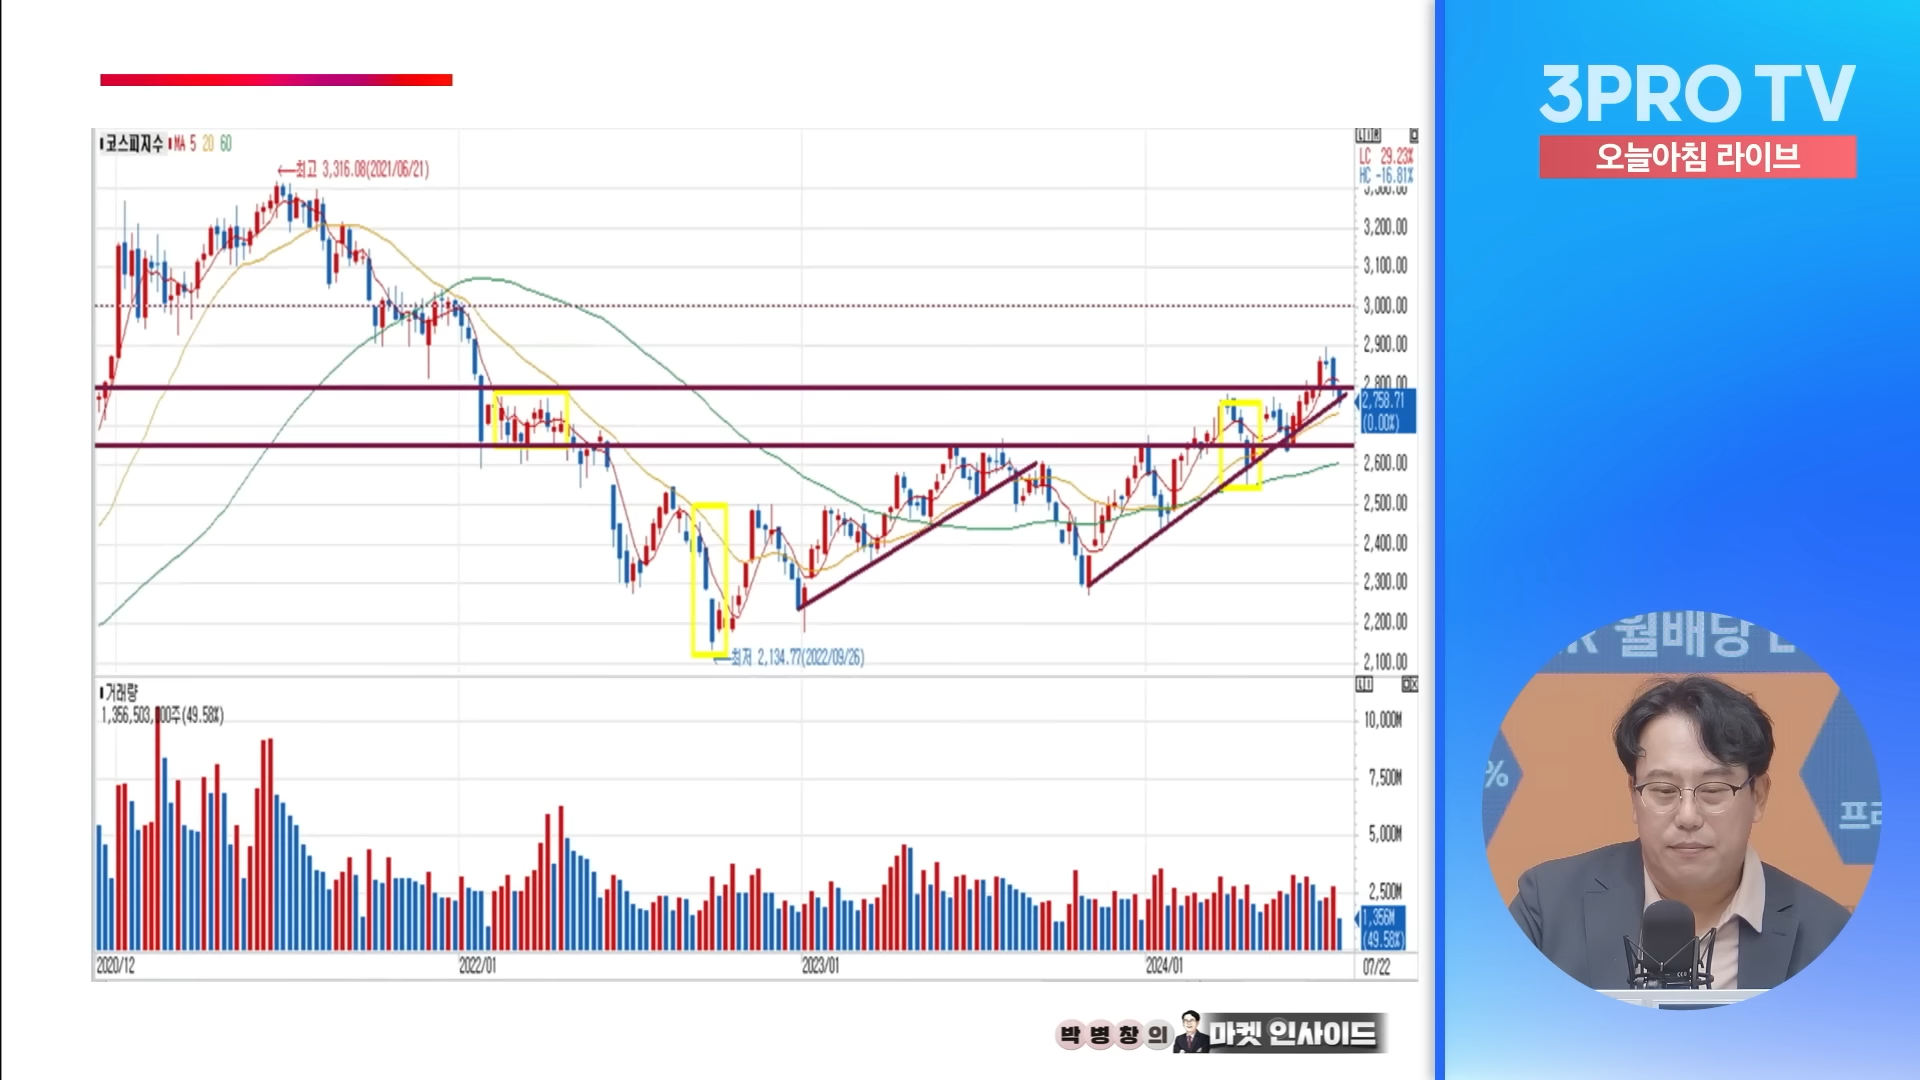 3PRO TV
오늘아침 라이브
코스피지수 MA 5 20 60
←최고 3,316.08(2021/06/21)
LC 29.23%
HC -16.81%
3,300.00
3,200.00
3,100.00
3,000.00
2,900.00
2,800.00
2,758.71
(0.00%)
2,600.00
2,500.00
2,400.00
2,300.00
2,200.00
2,100.00
←최저 2,134.77(2022/09/26)
거래량
1,356,503,000주(49.58%)
10,000M
7,500M
5,000M
2,500M
1,356M
(49.58%)
2020/12 2022/01 2023/01 2024/01 07/22
월배당
%
박병창의 마켓 인사이드